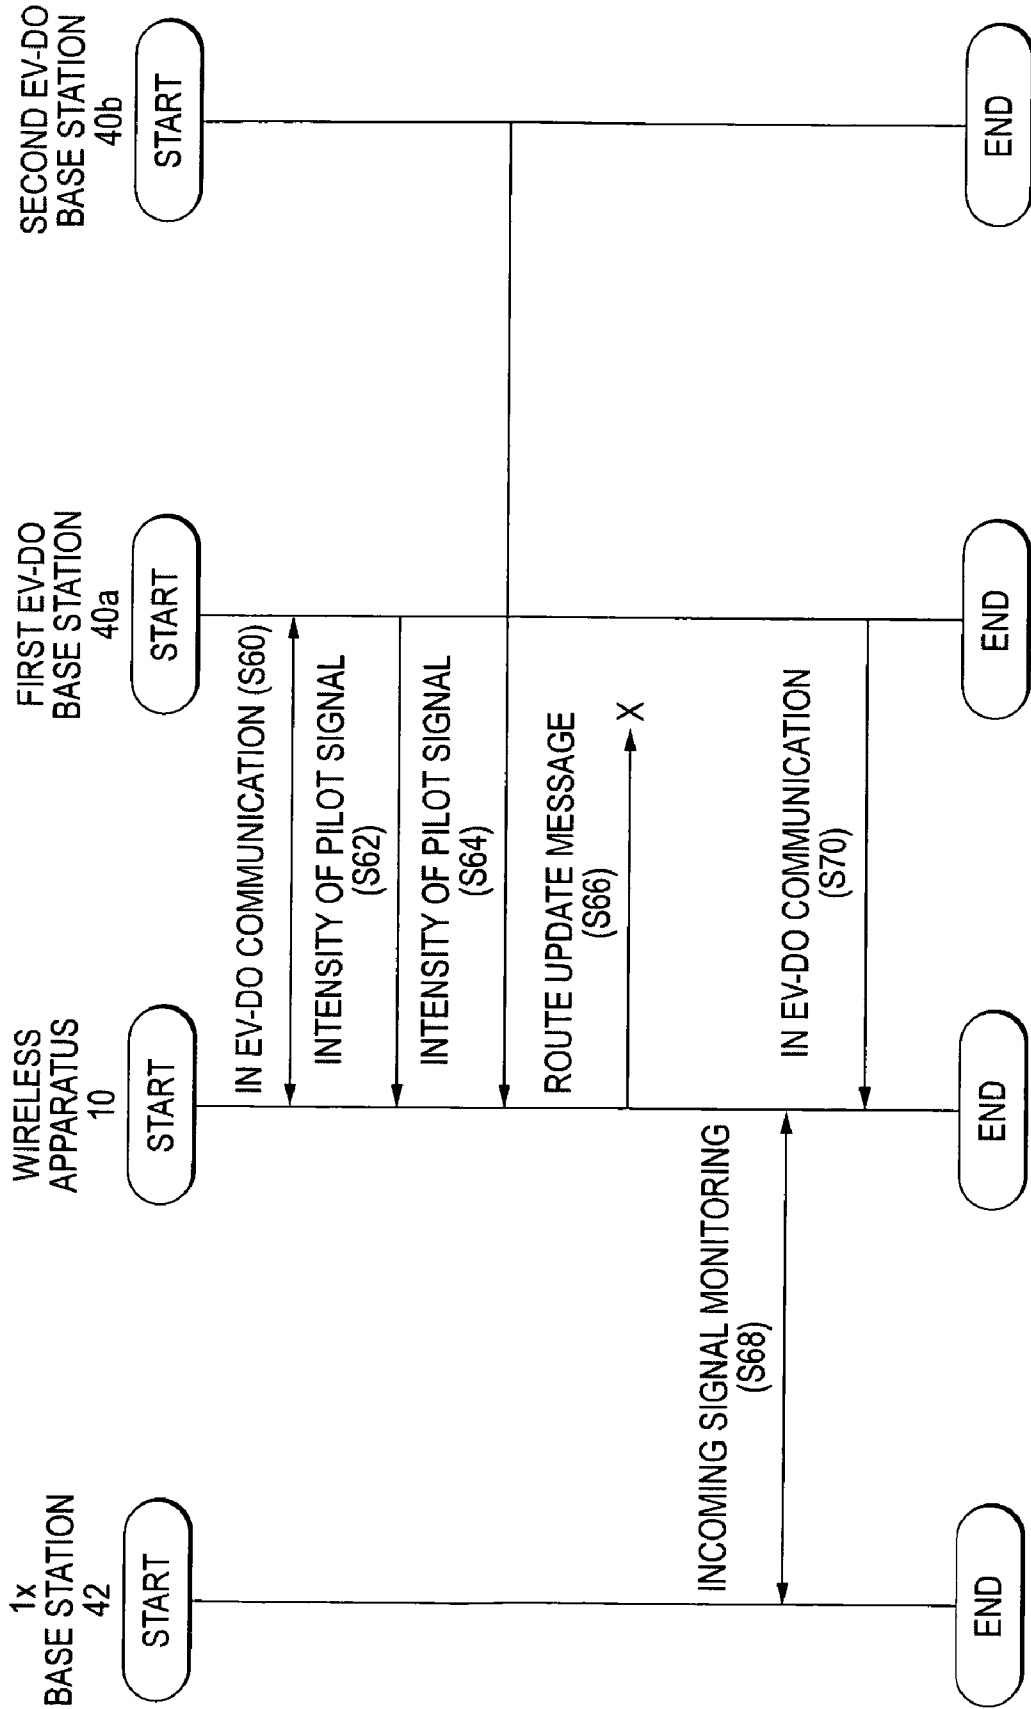 1x
BASE STATION
42
WIRELESS
APPARATUS
10
FIRST EV-DO
BASE STATION
40a
SECOND EV-DO
BASE STATION
40b
START
START
START
START
IN EV-DO COMMUNICATION (S60)
INTENSITY OF PILOT SIGNAL
(S62)
INTENSITY OF PILOT SIGNAL
(S64)
ROUTE UPDATE MESSAGE
(S66)
X
INCOMING SIGNAL MONITORING
(S68)
IN EV-DO COMMUNICATION
(S70)
END
END
END
END